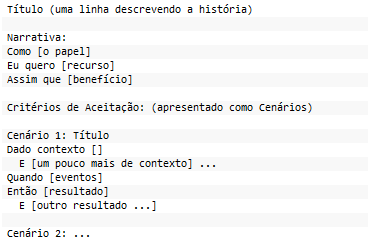 Título (uma linha descrevendo a história)
Narrativa:
Como [o papel]
Eu quero [recurso]
Assim que [benefício]
Critérios de Aceitação: (apresentado como Cenários)
Cenário 1: Título
Dado contexto []
E [um pouco mais de contexto] ...
Quando [eventos]
Então [resultado]
E [outro resultado ...]
Cenário 2: ...